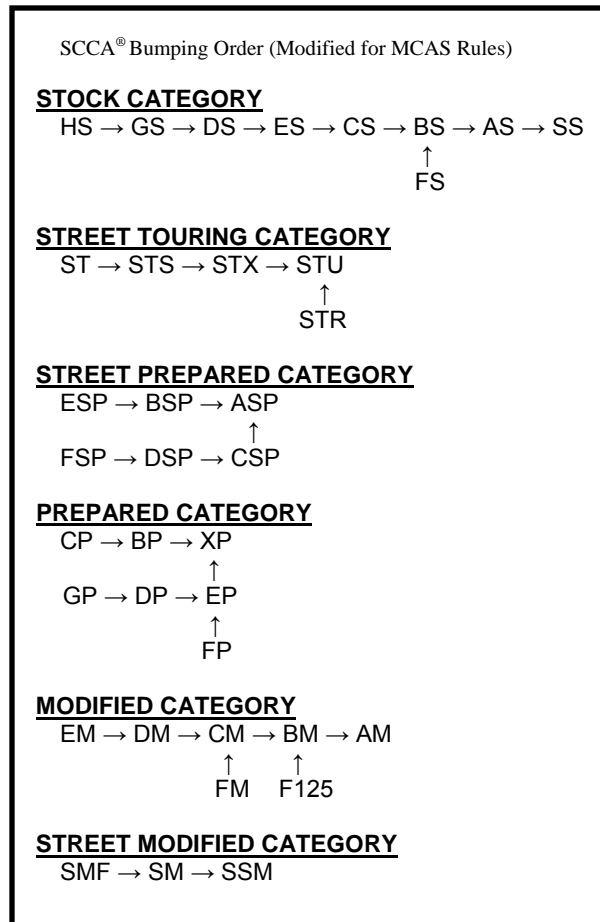 SCCA® Bumping Order (Modified for MCAS Rules)
STOCK CATEGORY
HS → GS → DS → ES → CS → BS → AS → SS
↑
FS
STREET TOURING CATEGORY
ST → STS → STX → STU
↑
STR
STREET PREPARED CATEGORY
ESP → BSP → ASP
↑
FSP → DSP → CSP
PREPARED CATEGORY
CP → BP → XP
↑
GP → DP → EP
↑
FP
MODIFIED CATEGORY
EM → DM → CM → BM → AM
↑ ↑
FM F125
STREET MODIFIED CATEGORY
SMF → SM → SSM